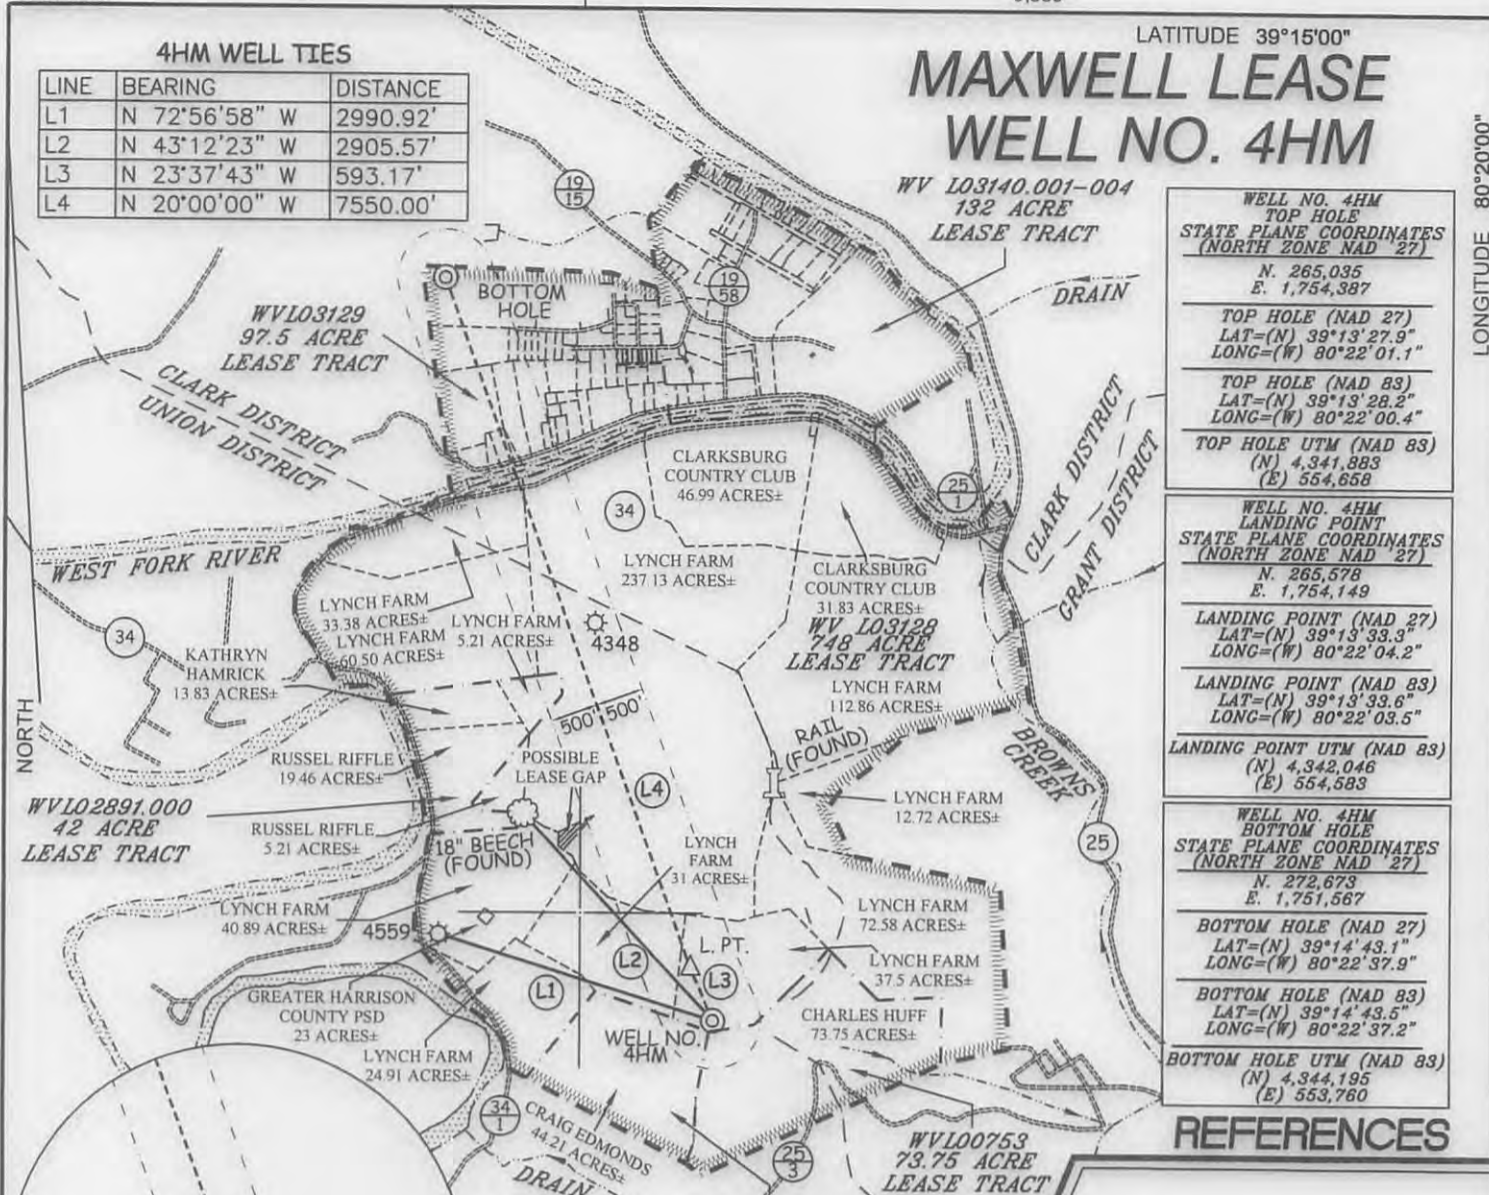 LATITUDE 39°15'00"
4HM WELL TIES
LINE BEARING DISTANCE
L1 N 72°56'58" W 2990.92'
L2 N 43°12'23" W 2905.57'
L3 N 23°37'43" W 593.17'
L4 N 20°00'00" W 7550.00'
MAXWELL LEASE
WELL NO. 4HM
LONGITUDE 80°20'00"
WV L03140.001-004
132 ACRE
LEASE TRACT
19
15
19
58
DRAIN
BOTTOM
HOLE
WVL03129
97.5 ACRE
LEASE TRACT
CLARK DISTRICT
UNION DISTRICT
CLARKSBURG
COUNTRY CLUB
46.99 ACRES±
34
25
1
CLARK DISTRICT
GRANT DISTRICT
WEST FORK RIVER
LYNCH FARM
237.13 ACRES±
CLARKSBURG
COUNTRY CLUB
31.83 ACRES±
WV L03128
748 ACRE
LEASE TRACT
LYNCH FARM
33.38 ACRES±
LYNCH FARM
60.50 ACRES±
LYNCH FARM
5.21 ACRES±
4348
34
KATHRYN
HAMRICK
13.83 ACRES±
LYNCH FARM
112.86 ACRES±
NORTH
500' 500'
RAIL
(FOUND)
BROWNS
CREEK
RUSSEL RIFFLE
19.46 ACRES±
POSSIBLE
LEASE GAP
L4
WVL02891.000
42 ACRE
LEASE TRACT
RUSSEL RIFFLE
5.21 ACRES±
18" BEECH
(FOUND)
LYNCH FARM
12.72 ACRES±
25
LYNCH
FARM
31 ACRES±
LYNCH FARM
40.89 ACRES±
4559
LYNCH FARM
72.58 ACRES±
L. PT.
L2
L3
L1
LYNCH FARM
37.5 ACRES±
GREATER HARRISON
COUNTY PSD
23 ACRES±
WELL NO.
4HM
CHARLES HUFF
73.75 ACRES±
LYNCH FARM
24.91 ACRES±
34
1
CRAIG EDMONDS
44.21 ACRES±
DRAIN
25
3
WVL00753
73.75 ACRE
LEASE TRACT
WELL NO. 4HM
TOP HOLE
STATE PLANE COORDINATES
(NORTH ZONE NAD '27)
N. 265,035
E. 1,754,387
TOP HOLE (NAD 27)
LAT=(N) 39°13'27.9"
LONG=(W) 80°22'01.1"
TOP HOLE (NAD 83)
LAT=(N) 39°13'28.2"
LONG=(W) 80°22'00.4"
TOP HOLE UTM (NAD 83)
(N) 4,341,883
(E) 554,658
WELL NO. 4HM
LANDING POINT
STATE PLANE COORDINATES
(NORTH ZONE NAD '27)
N. 265,578
E. 1,754,149
LANDING POINT (NAD 27)
LAT=(N) 39°13'33.3"
LONG=(W) 80°22'04.2"
LANDING POINT (NAD 83)
LAT=(N) 39°13'33.6"
LONG=(W) 80°22'03.5"
LANDING POINT UTM (NAD 83)
(N) 4,342,046
(E) 554,583
WELL NO. 4HM
BOTTOM HOLE
STATE PLANE COORDINATES
(NORTH ZONE NAD '27)
N. 272,673
E. 1,751,567
BOTTOM HOLE (NAD 27)
LAT=(N) 39°14'43.1"
LONG=(W) 80°22'37.9"
BOTTOM HOLE (NAD 83)
LAT=(N) 39°14'43.5"
LONG=(W) 80°22'37.2"
BOTTOM HOLE UTM (NAD 83)
(N) 4,344,195
(E) 553,760
REFERENCES